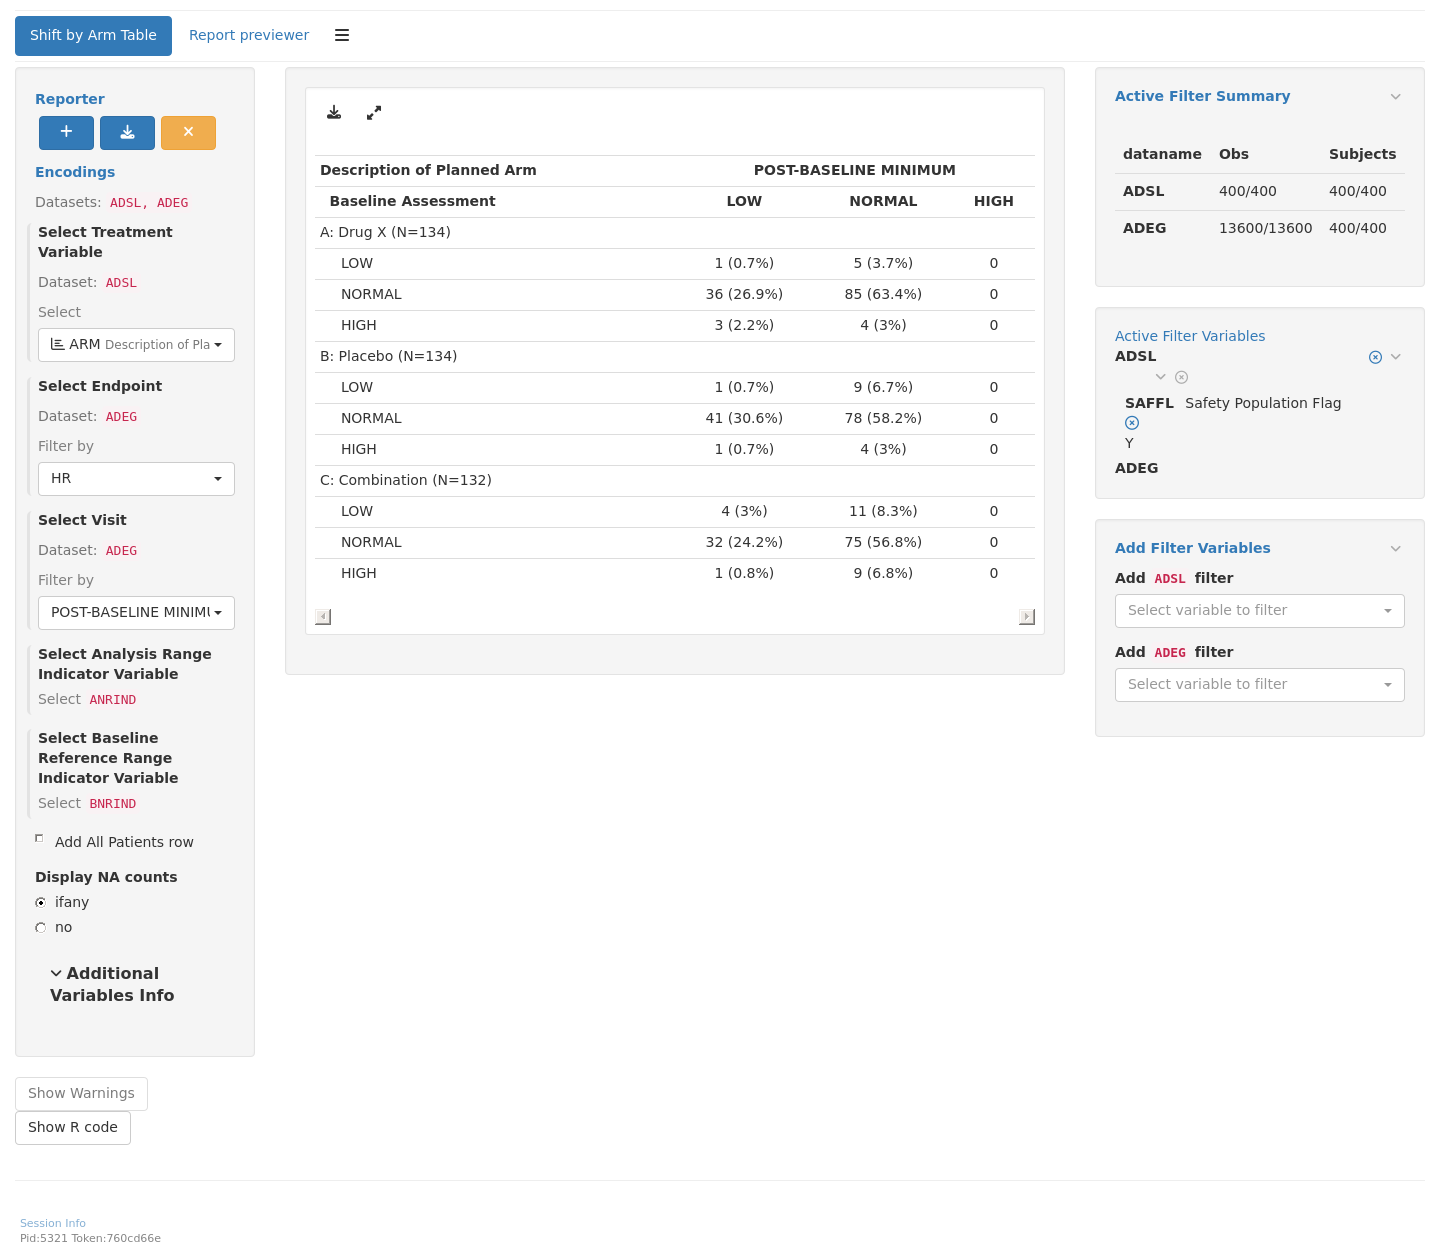 Shift by Arm Table
Report previewer
Reporter
Encodings
Datasets: ADSL, ADEG
Select Treatment
Variable
Dataset: ADSL
Select
ARM Description of Pla
Select Endpoint
Dataset: ADEG
Filter by
HR
Select Visit
Dataset: ADEG
Filter by
POST-BASELINE MINIMU
Select Analysis Range
Indicator Variable
Select ANRIND
Select Baseline
Reference Range
Indicator Variable
Select BNRIND
Add All Patients row
Display NA counts
ifany
no
Additional
Variables Info
Show Warnings
Show R code
Description of Planned Arm POST-BASELINE MINIMUM
Baseline Assessment LOW NORMAL HIGH
A: Drug X (N=134)
LOW 1 (0.7%) 5 (3.7%) 0
NORMAL 36 (26.9%) 85 (63.4%) 0
HIGH 3 (2.2%) 4 (3%) 0
B: Placebo (N=134)
LOW 1 (0.7%) 9 (6.7%) 0
NORMAL 41 (30.6%) 78 (58.2%) 0
HIGH 1 (0.7%) 4 (3%) 0
C: Combination (N=132)
LOW 4 (3%) 11 (8.3%) 0
NORMAL 32 (24.2%) 75 (56.8%) 0
HIGH 1 (0.8%) 9 (6.8%) 0
Active Filter Summary
dataname Obs Subjects
ADSL 400/400 400/400
ADEG 13600/13600 400/400
Active Filter Variables
ADSL
SAFFL Safety Population Flag
Y
ADEG
Add Filter Variables
Add ADSL filter
Select variable to filter
Add ADEG filter
Select variable to filter
Session Info
Pid:5321 Token:760cd66e